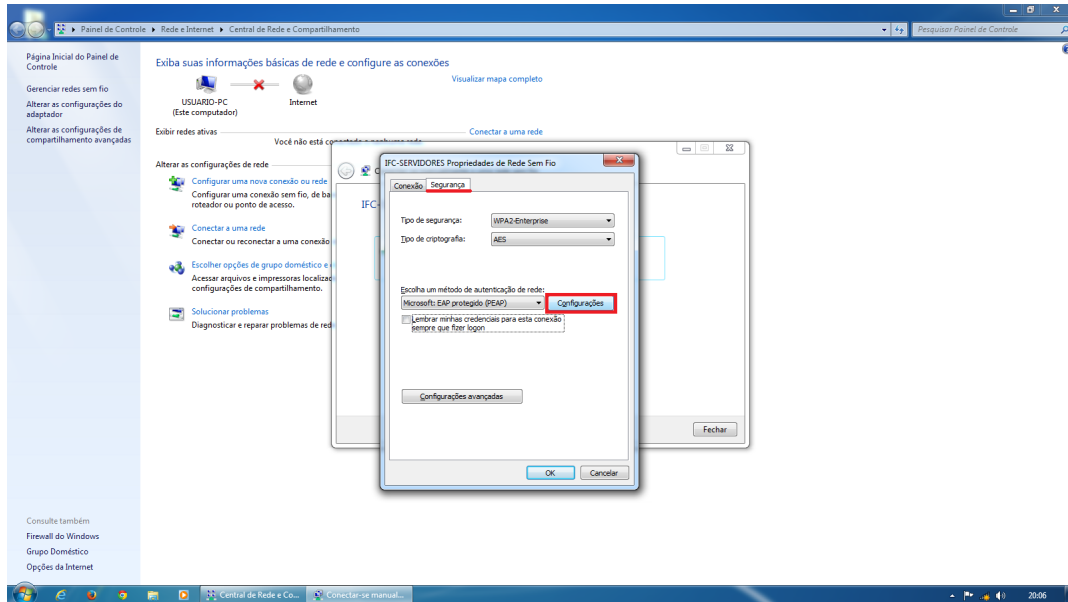 Painel de Controle
Rede e Internet
Central de Rede e Compartilhamento
Pesquisar Painel de Controle
Página Inicial do Painel de
Controle
Gerenciar redes sem fio
Alterar as configurações do
adaptador
Alterar as configurações de
compartilhamento avançadas
Exiba suas informações básicas de rede e configure as conexões
Visualizar mapa completo
USUARIO-PC
(Este computador)
Internet
Exibir redes ativas
Conectar a uma rede
Você não está
Alterar as configurações de rede
Configurar uma nova conexão ou rede
Configurar uma conexão sem fio, de
roteador ou ponto de acesso.
Conectar a uma rede
Conectar ou reconectar a uma conexão
Escolher opções de grupo doméstico e
Acessar arquivos e impressoras
configurações de compartilhamento.
Solucionar problemas
Diagnosticar e reparar problemas de
IFC-
IFC-SERVIDORES Propriedades de Rede Sem Fio
Conexão
Segurança
Tipo de segurança:
WPA2-Enterprise
Tipo de criptografia:
AES
Escolha um método de autenticação de rede:
Microsoft: EAP protegido (PEAP)
Configurações
Lembrar minhas credenciais para esta conexão
sempre que fizer logon
Configurações avançadas
OK
Cancelar
Fechar
Consulte também
Firewall do Windows
Grupo Doméstico
Opções da Internet
Central de Rede e Co...
Conectar-se manual...
20:06